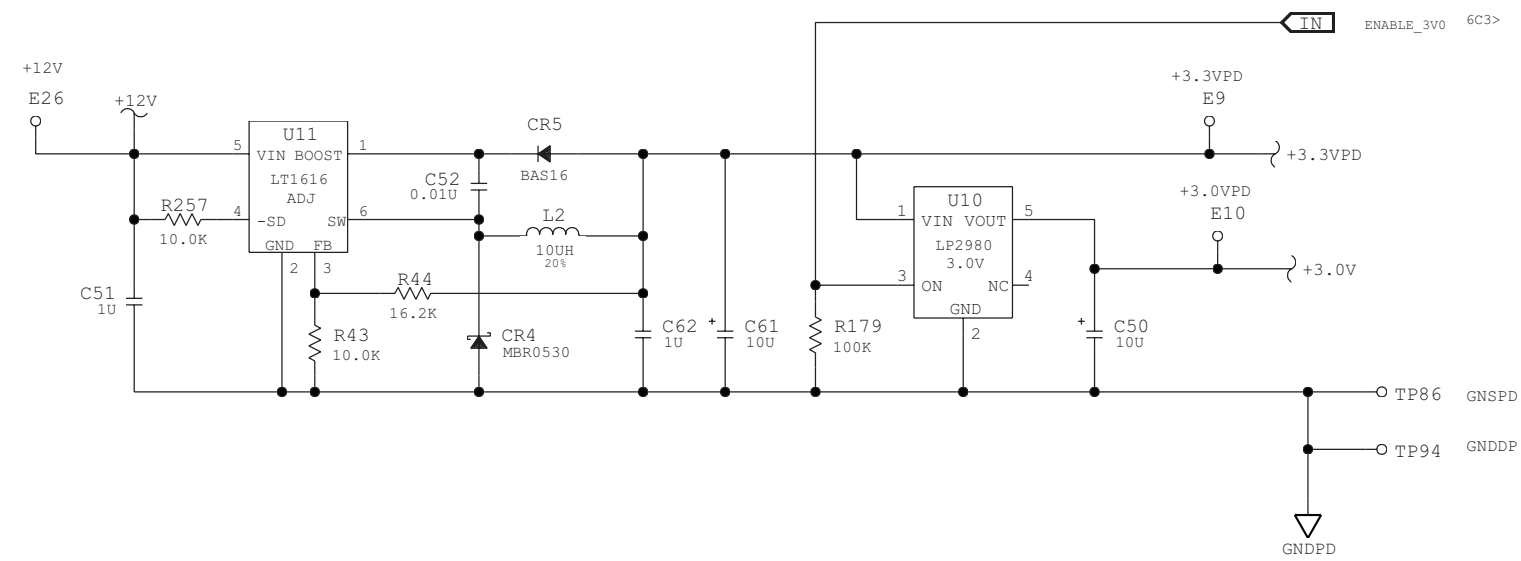 IN ENABLE_3V0 6C3>
+12V
E26
+12V
+3.3VPD
E9
+3.3VPD
U11
5 VIN BOOST 1
LT1616
ADJ
4 -SD SW 6
GND FB
2 3
R257
10.0K
C51
1U
CR5
BAS16
C52
0.01U
L2
10UH
20%
R44
16.2K
R43
10.0K
CR4
MBR0530
C62
1U
+ C61
10U
R179
100K
U10
1 VIN VOUT 5
LP2980
3.0V
3 ON NC 4
GND
2
+3.0VPD
E10
+3.0V
+ C50
10U
TP86 GNSPD
TP94 GNDDP
GNDPD